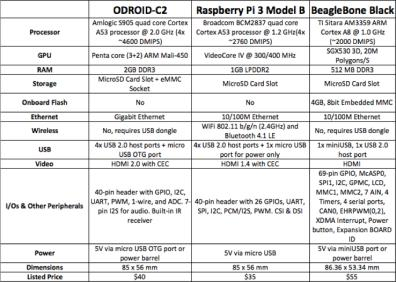 ODROID-C2 Raspberry Pi 3 Model B BeagleBone Black
Processor
Amlogic S905 quad core Cortex
A53 processor @ 2.0 GHz (4x
~4600 DMIPS)
Broadcom BCM2837 quad core
Cortex A53 processor @ 1.2GHz (4x
~2760 DMIPS)
TI Sitara AM3359 ARM
Cortex A8 @ 1.0 GHz
(~2000 DMIPS)
GPU
Penta core (3+2) ARM Mali-450
VideoCore IV @ 300/400 MHz
SGX530 3D, 20M
Polygons/S
RAM
2GB DDR3
1GB LPDDR2
512 MB DDR3
Storage
MicroSD Card Slot + eMMC
Socket
MicroSD Card Slot
MicroSD Card Slot
Onboard Flash
No
No
4GB, 8bit Embedded MMC
Ethernet
Gigabit Ethernet
10/100M Ethernet
10/100M Ethernet
Wireless
No, requires USB dongle
WiFi 802.11 b/g/n (2.4GHz) and
Bluetooth 4.1 LE
No, requires USB dongle
USB
4x USB 2.0 host ports + micro
USB OTG port
4x USB 2.0 host ports + 1x micro
USB port for power only
1x miniUSB, 1x USB 2.0
host port
Video
HDMI 2.0 with CEC
HDMI 1.4 with CEC
HDMI
I/Os & Other Peripherals
40-pin header with GPIO, I2C,
UART, PWM, 1-wire, and ADC. 7-
pin I2S for audio. Built-in IR
receiver
40-pin header with 26 GPIOs, UART,
SPI, I2C, PCM/I2S, PWM. CSI & DSI
69-pin GPIO, McASP0,
SPI1, I2C, GPMC, LCD,
MMC1, MMC2, 7 AIN, 4
Timers, 4 serial ports,
CAN0, EHRPWM(0,2),
XDMA Interrupt, Power
button, Expansion BOARD
ID
Power
5V via micro USB OTG port or
power barrel
5V via micro USB
5V via miniUSB port or
power barrel
Dimensions
85 x 56 mm
85 x 56 mm
86.36 x 53.34 mm
Listed Price
$40
$35
$55